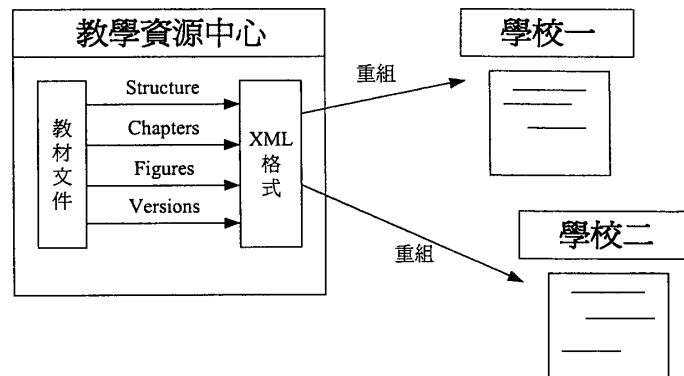 教學資源中心
教材文件
Structure
Chapters
Figures
Versions
XML
格式
重組
學校一
重組
學校二